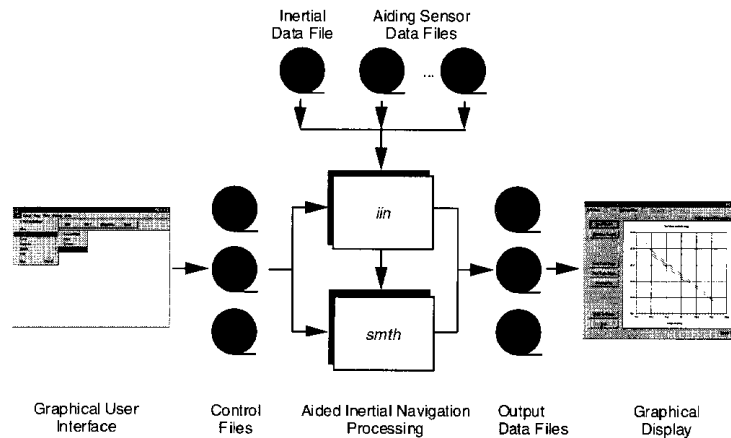 Inertial
Data File
Aiding Sensor
Data Files
...
iin
smth
Graphical User
Interface
Control
Files
Aided Inertial Navigation
Processing
Output
Data Files
Graphical
Display